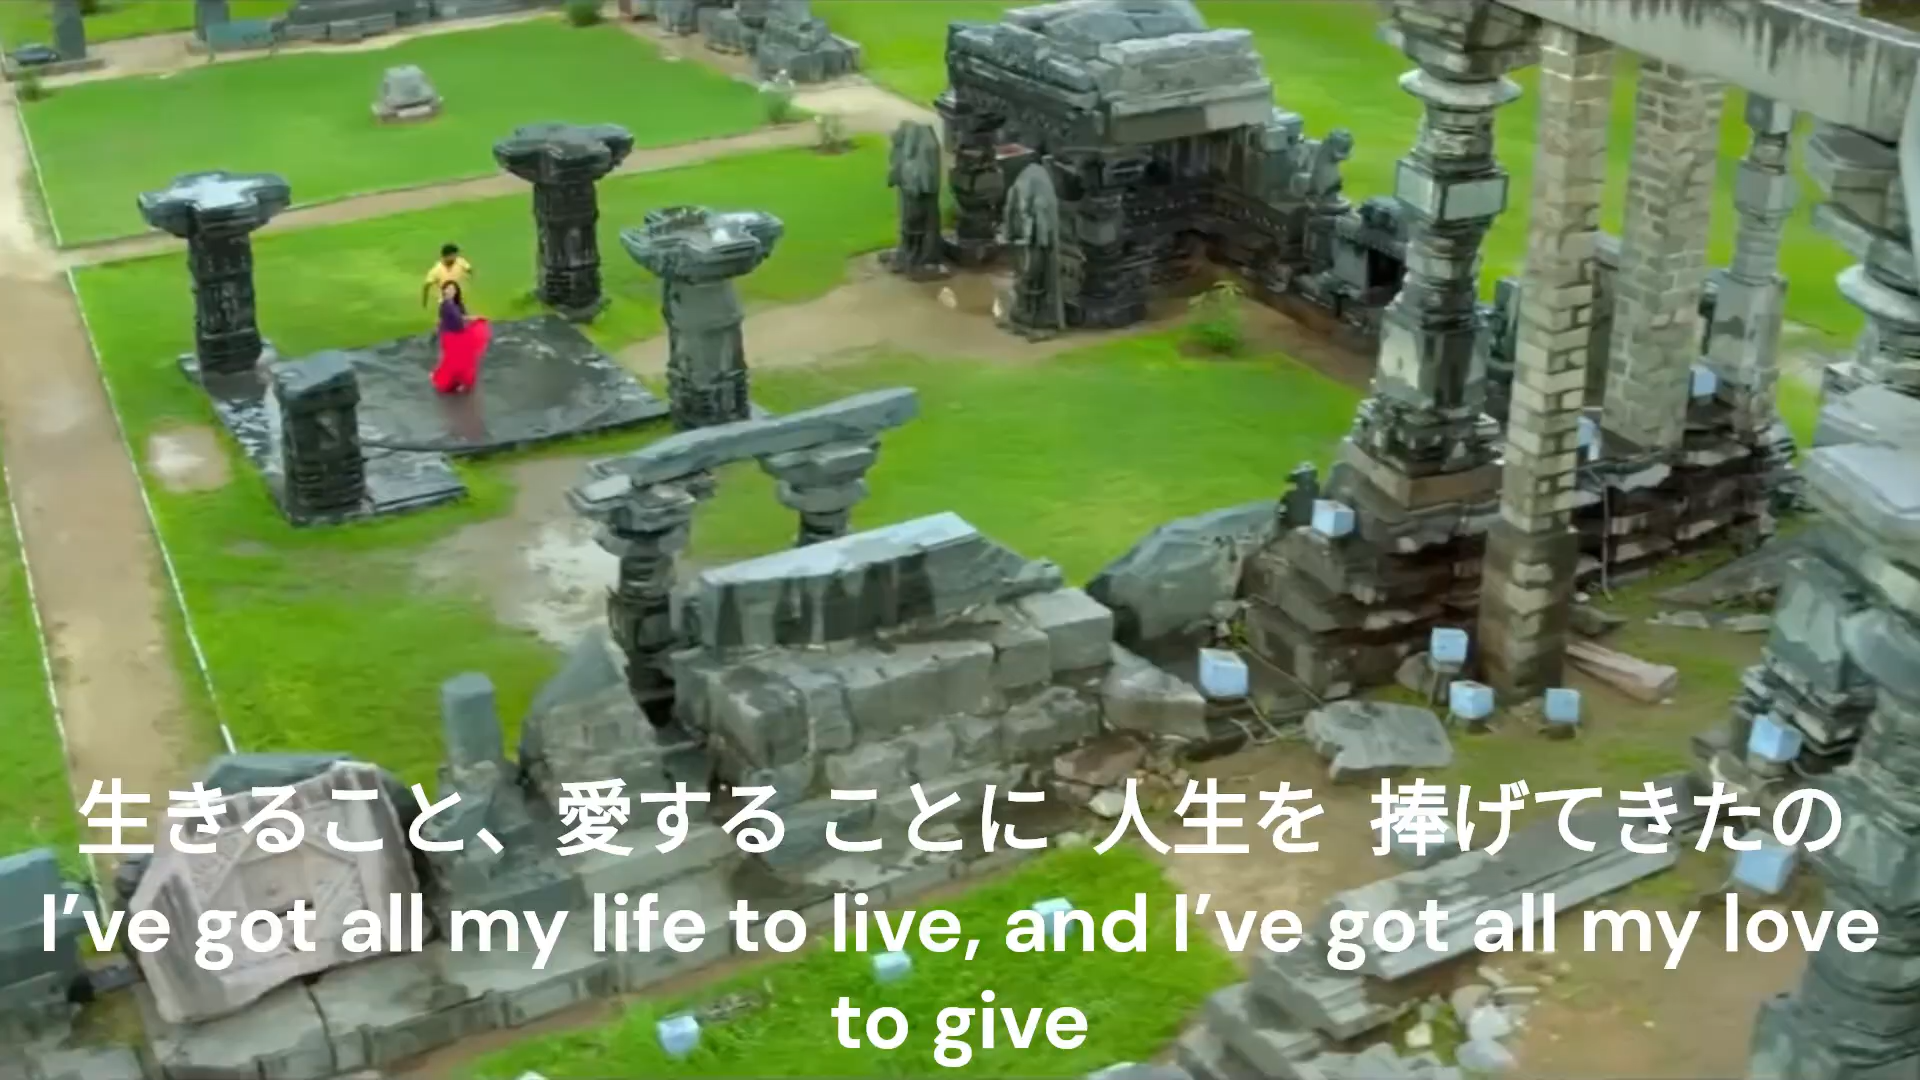 生きること、愛する ことに 人生を 捧げてきたの
I’ve got all my life to live, and I’ve got all my love
to give